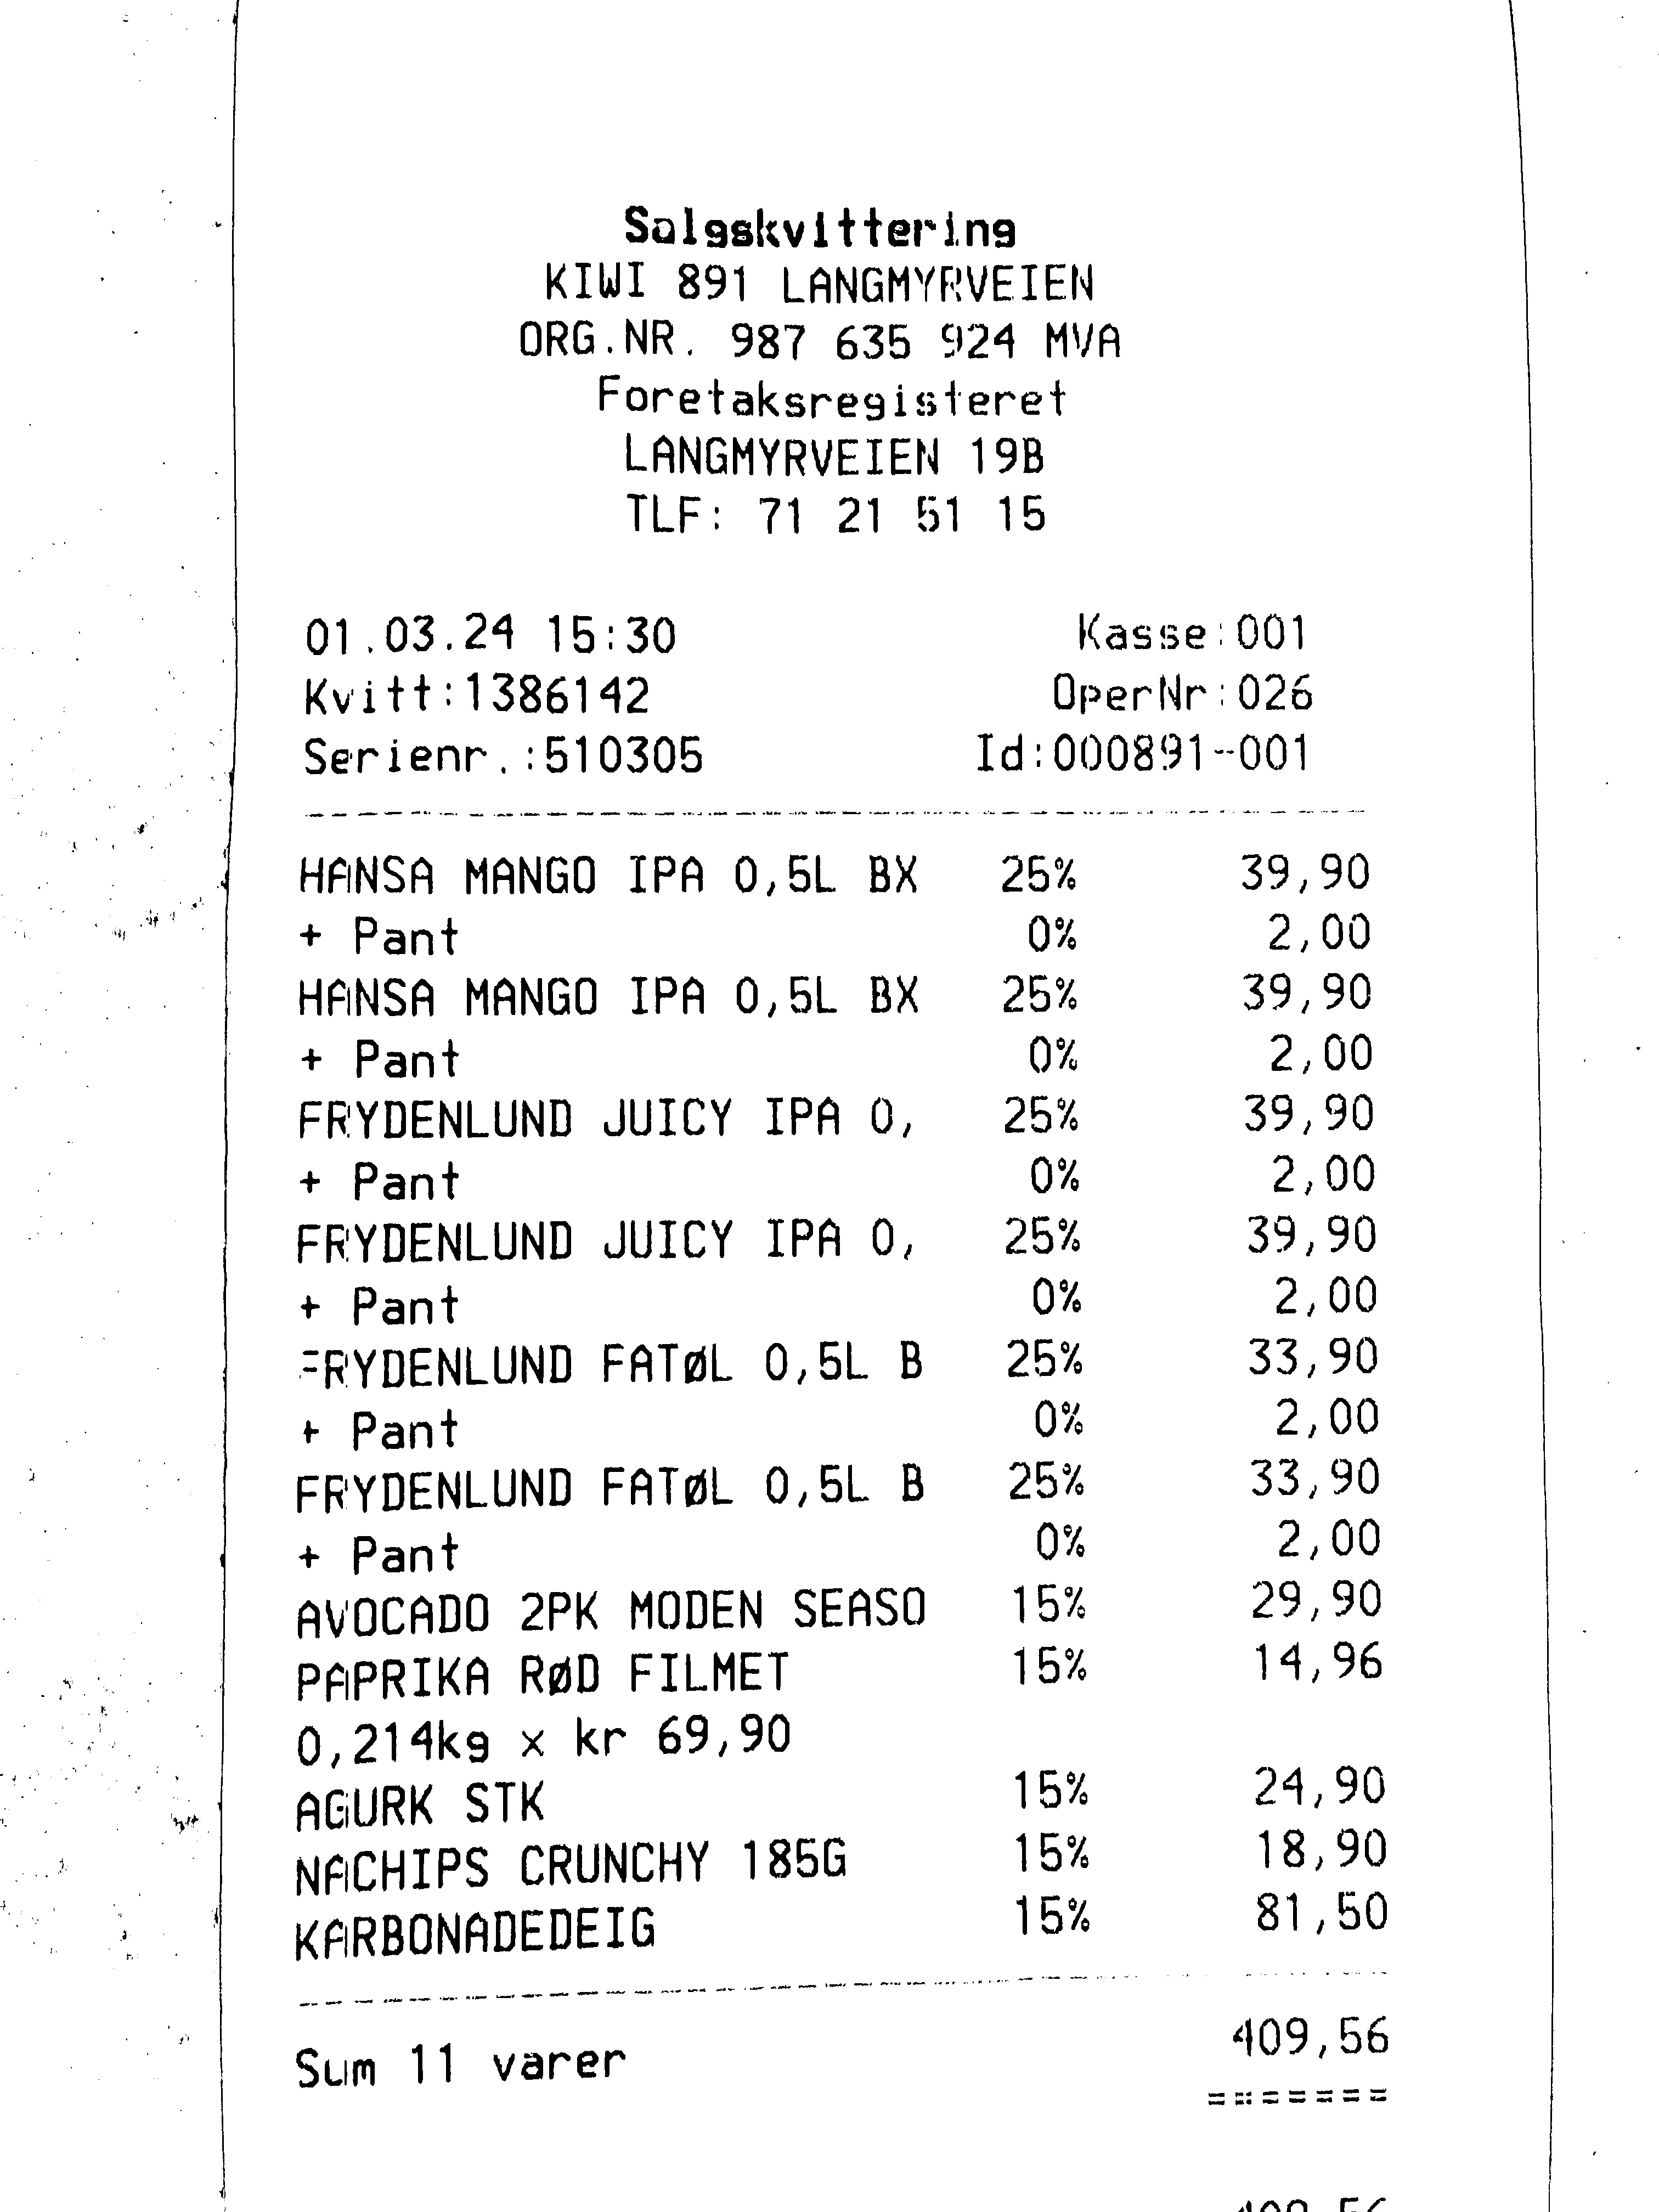 Salgskvittering
KIWI 891 LANGMYRVEIEN
ORG.NR. 987 635 924 MVA
Foretaksregisteret
LANGMYRVEIEN 19B
TLF: 71 21 51 15
01.03.24 15:30 Kasse:001
Kvitt:1386142 OperNr:026
Serienr.:510305 Id:000891-001
HANSA MANGO IPA 0,5L BX 25% 39,90
+ Pant 0% 2,00
HANSA MANGO IPA 0,5L BX 25% 39,90
+ Pant 0% 2,00
FRYDENLUND JUICY IPA 0, 25% 39,90
+ Pant 0% 2,00
FRYDENLUND JUICY IPA 0, 25% 39,90
+ Pant 0% 2,00
FRYDENLUND FATØL 0,5L B 25% 33,90
+ Pant 0% 2,00
FRYDENLUND FATØL 0,5L B 25% 33,90
+ Pant 0% 2,00
AVOCADO 2PK MODEN SEASO 15% 29,90
PAPRIKA RØD FILMET 15% 14,96
0,214kg x kr 69,90
AGURK STK 15% 24,90
NACHIPS CRUNCHY 185G 15% 18,90
KARBONADEDEIG 15% 81,50
Sum 11 varer 409,56
=======